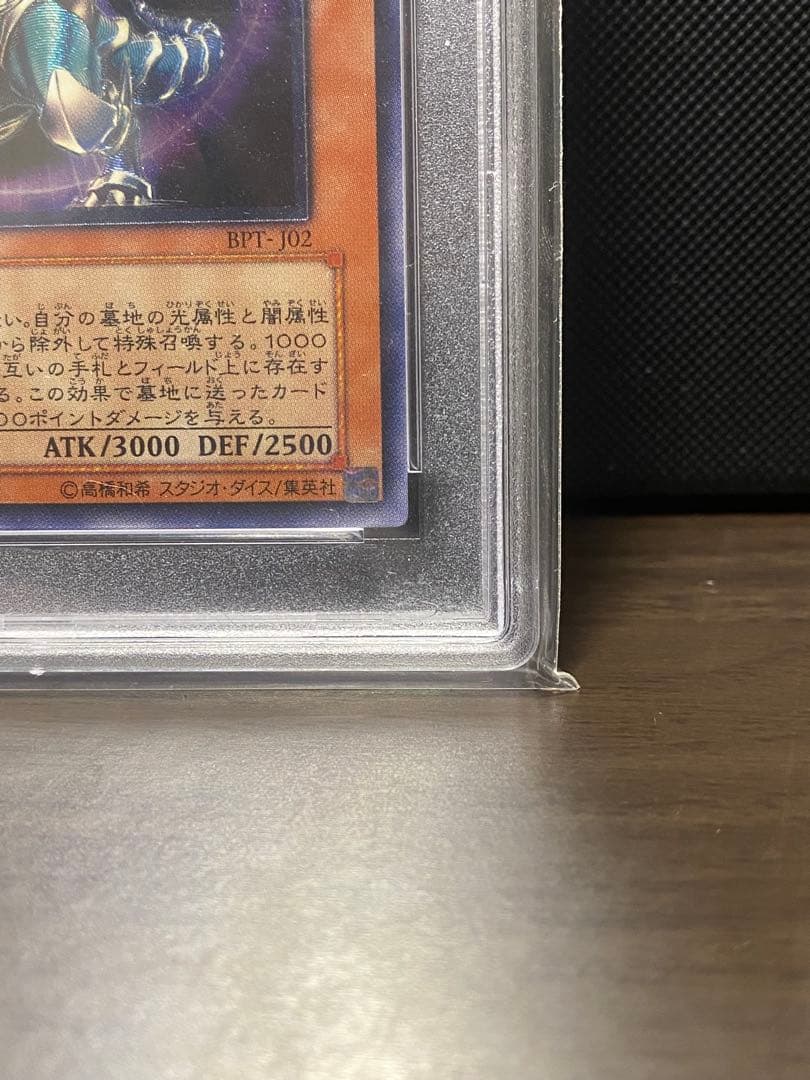 BPT-J02
い。自分の墓地の光属性と闇属性
から除外して特殊召喚する。1000
互いの手札とフィールド上に存在す
る。この効果で墓地に送ったカード
00ポイントダメージを与える。
ATK/3000 DEF/2500
©高橋和希 スタジオ・ダイス/集英社